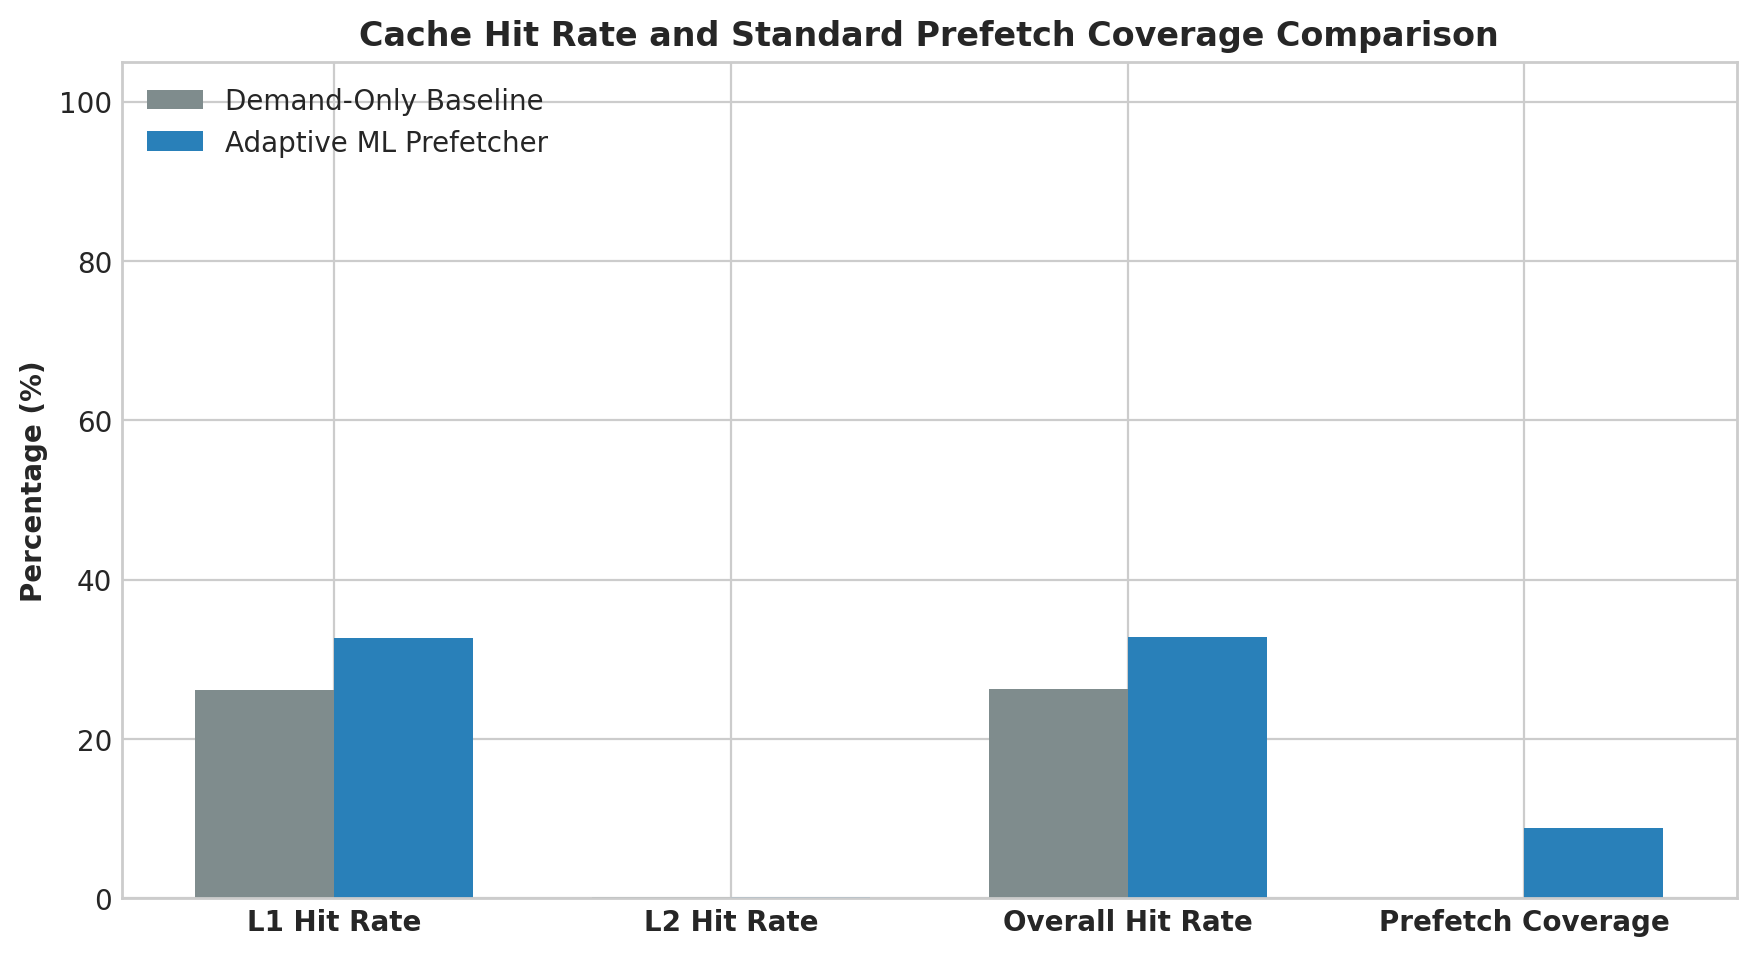 Cache Hit Rate and Standard Prefetch Coverage Comparison
Demand-Only Baseline
Adaptive ML Prefetcher
Percentage (%)
100
80
60
40
20
0
L1 Hit Rate
L2 Hit Rate
Overall Hit Rate
Prefetch Coverage